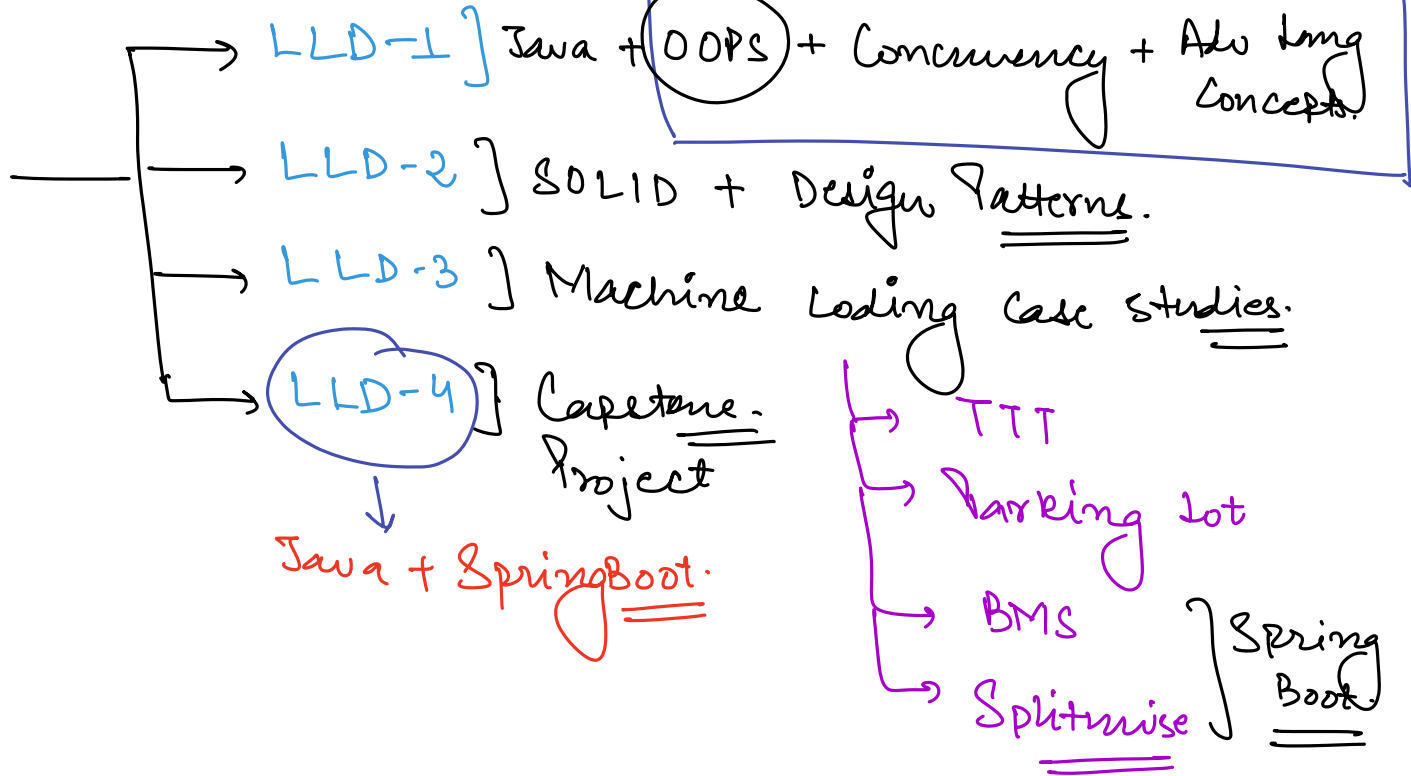 LLD-1] Java + OOPS + Concurrency + Adv Lang
Concepts.
LLD-2] SOLID + Design Patterns.
LLD-3] Machine Coding Case Studies.
LLD-4] Capstone
Project
Java + SpringBoot.
TTT
Parking Lot
BMS
Splitwise
Spring
Boot.